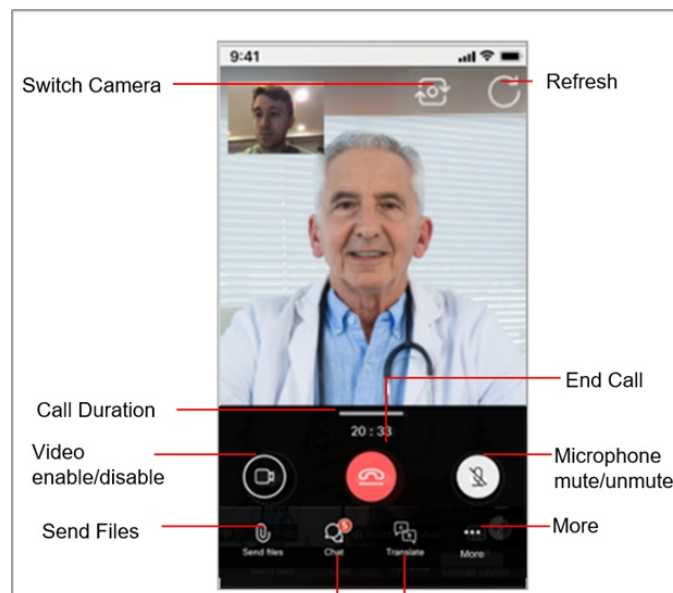 9:41
Switch Camera
Refresh
End Call
Call Duration
20:33
Video
enable/disable
Microphone
mute/unmute
Send Files
More
5
Send files
Chat
Translate
More